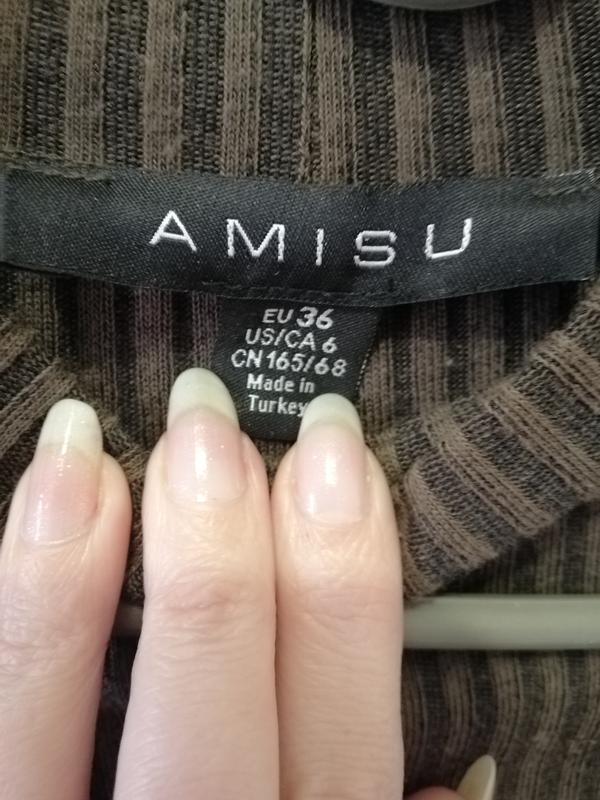 AMISU
EU 36
US/CA 6
CN 165/68
Made in
Turkey